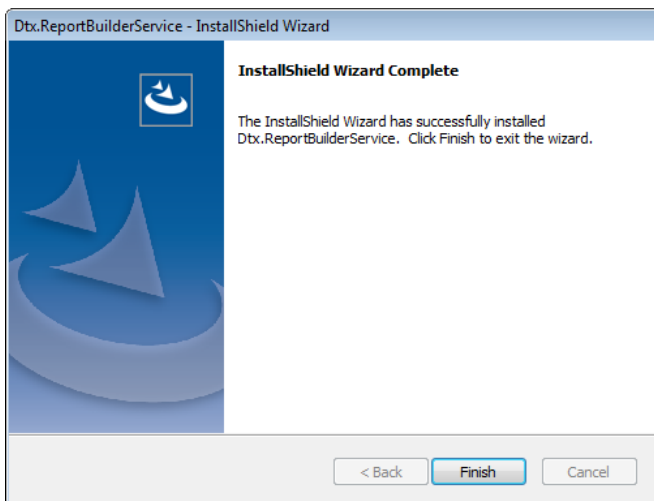 Dtx.ReportBuilderService - InstallShield Wizard
InstallShield Wizard Complete
The InstallShield Wizard has successfully installed
Dtx.ReportBuilderService. Click Finish to exit the wizard.
< Back Finish Cancel